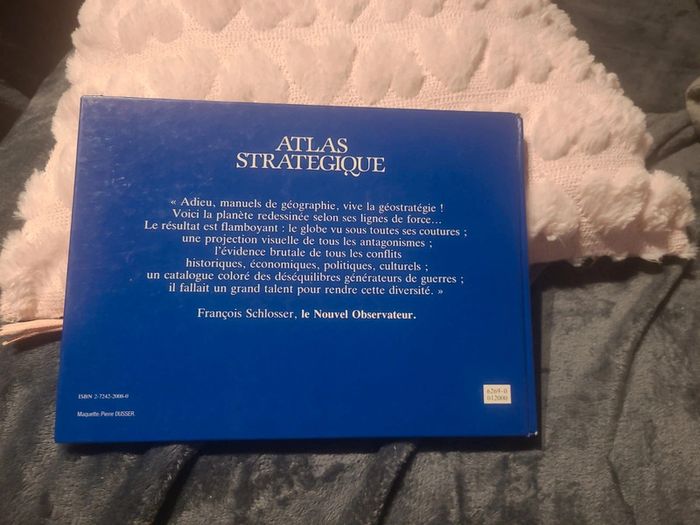 ATLAS
STRATEGIQUE
« Adieu, manuels de géographie, vive la géostratégie !
Voici la planète redessinée selon ses lignes de force...
Le résultat est flamboyant : le globe vu sous toutes ses coutures ;
une projection visuelle de tous les antagonismes ;
l'évidence brutale de tous les conflits
historiques, économiques, politiques, culturels ;
un catalogue coloré des déséquilibres générateurs de guerres ;
il fallait un grand talent pour rendre cette diversité. »
François Schlosser, le Nouvel Observateur.
ISBN 2-7242-2008-0
6269-0
012000
Maquette: Pierre DUSSER.